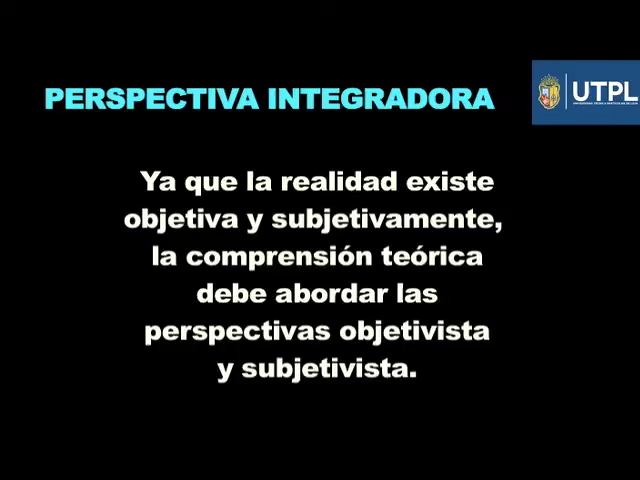 PERSPECTIVA INTEGRADORA
UTPL
Ya que la realidad existe
objetiva y subjetivamente,
la comprensión teórica
debe abordar las
perspectivas objetivista
y subjetivista.